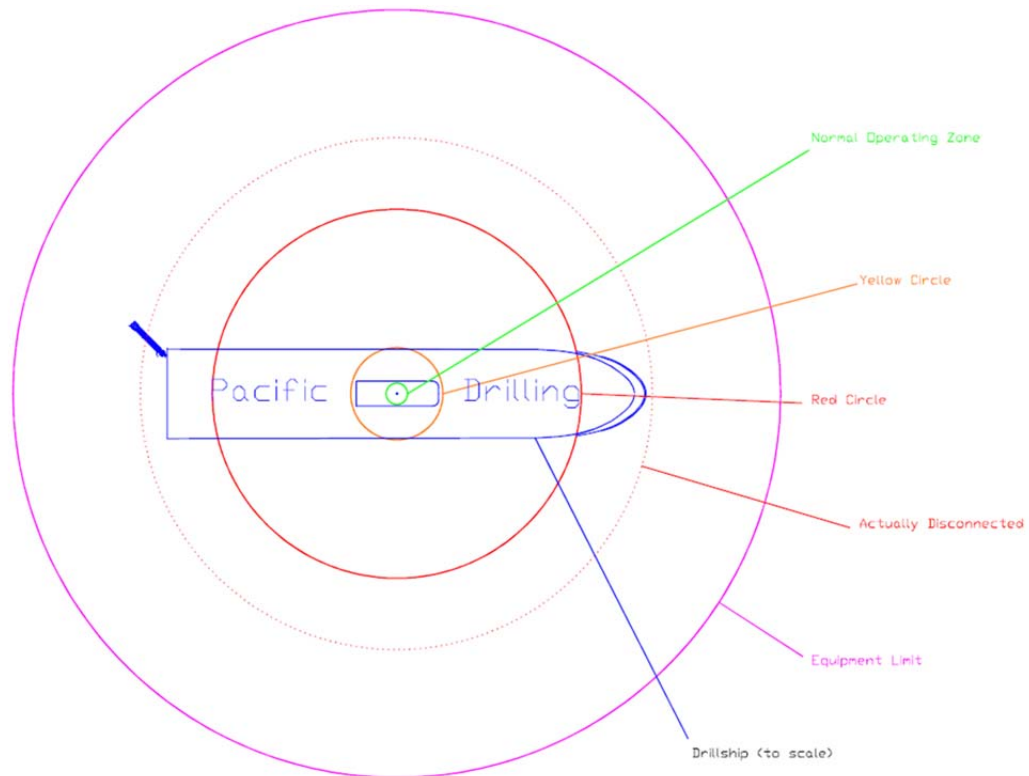 Normal Operating Zone
Yellow Circle
Pacific Drilling
Red Circle
Actually Disconnected
Equipment Limit
Drillship (to scale)